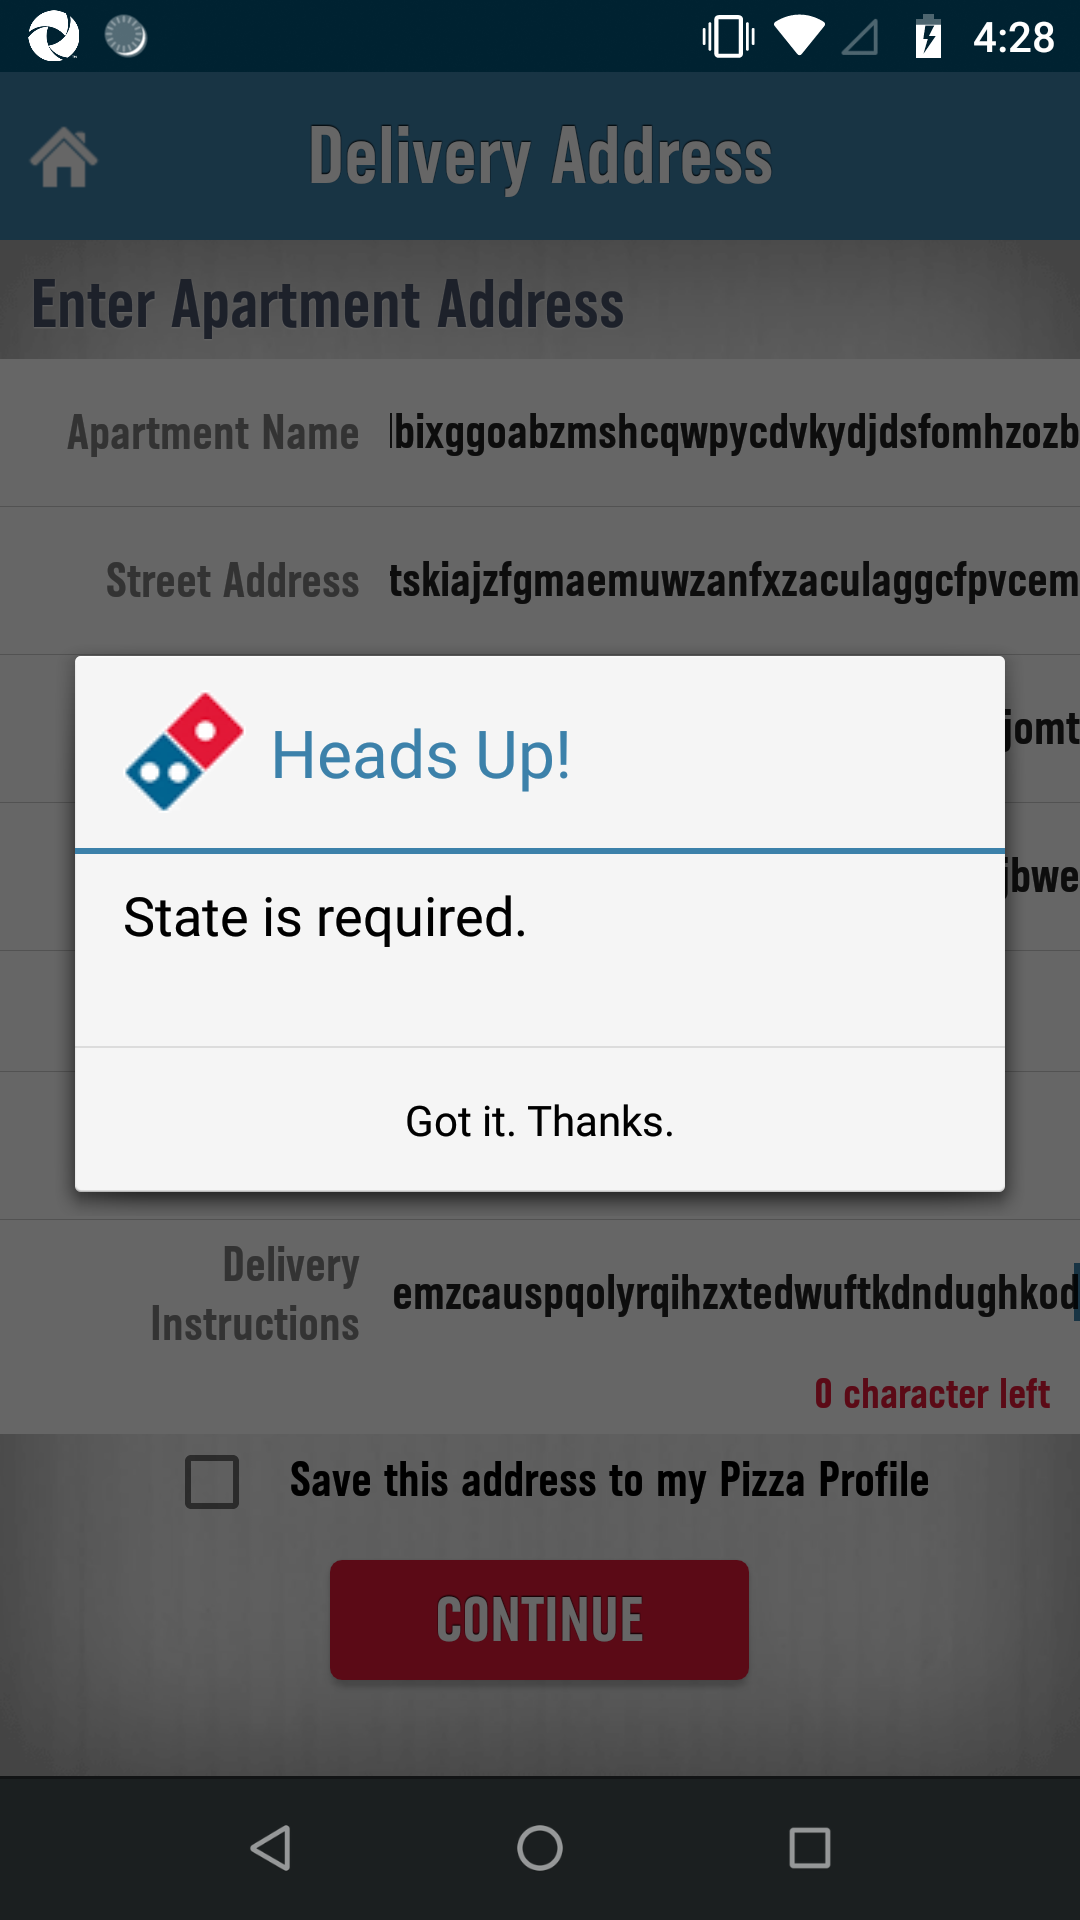 4:28
Delivery Address
Enter Apartment Address
Apartment Name
bixggoabzmshcqwpycdvkydjdsfomhzozb
Street Address
tskiajzfgmaemuwzanfxzaculaggcfpvcem
jomt
Heads Up!
jbwe
State is required.
Got it. Thanks.
Delivery
Instructions
emzcauspqolyrqihzxtedwuftkdndughkod
0 character left
Save this address to my Pizza Profile
CONTINUE